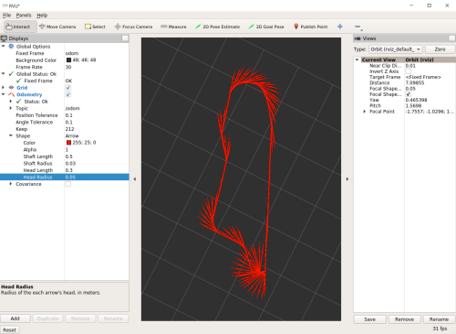 RViz*
File Panels Help
Interact Move Camera Select Focus Camera Measure 2D Pose Estimate 2D Goal Pose Publish Point
Displays
Global Options
Fixed Frame odom
Background Color 48; 48; 48
Frame Rate 30
Global Status: Ok
Fixed Frame OK
Grid
Odometry
Status: Ok
Topic /odom
Position Tolerance 0.1
Angle Tolerance 0.1
Keep 212
Shape Arrow
Color 255; 25; 0
Alpha 1
Shaft Length 0.5
Shaft Radius 0.03
Head Length 0.3
Head Radius 0.05
Covariance
Head Radius
Radius of the each arrow's head, in meters.
Add Duplicate Remove Rename
Reset
Views
Type: Orbit (rviz_default_ Zero
Current View Orbit (rviz)
Near Clip Di... 0.01
Invert Z Axis
Target Frame <Fixed Frame>
Distance
Focal Shape... 0.05
Focal Shape...
Yaw 0.465398
Pitch 1.5698
Focal Point
Save Remove Rename
31 fps